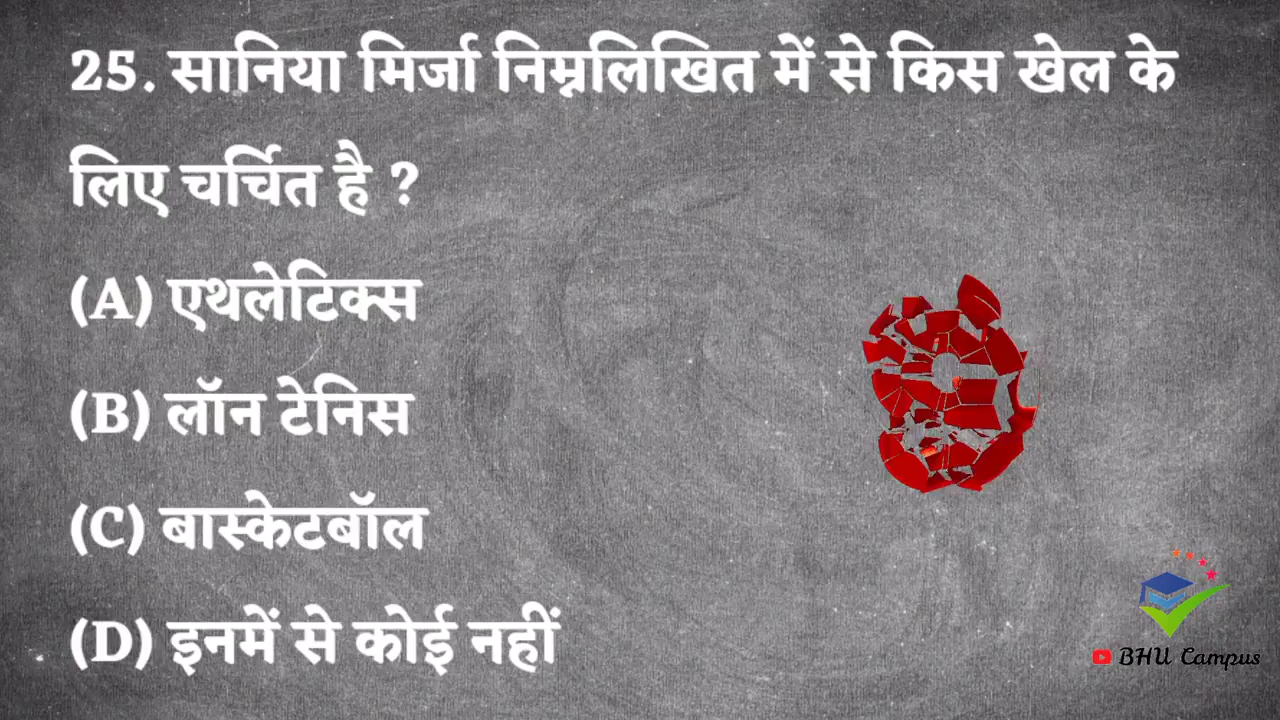 25. सानिया मिर्जा निम्नलिखित में से किस खेल के
लिए चर्चित है ?
(A) एथलेटिक्स
(B) लॉन टेनिस
(C) बास्केटबॉल
(D) इनमें से कोई नहीं
BHU Campus